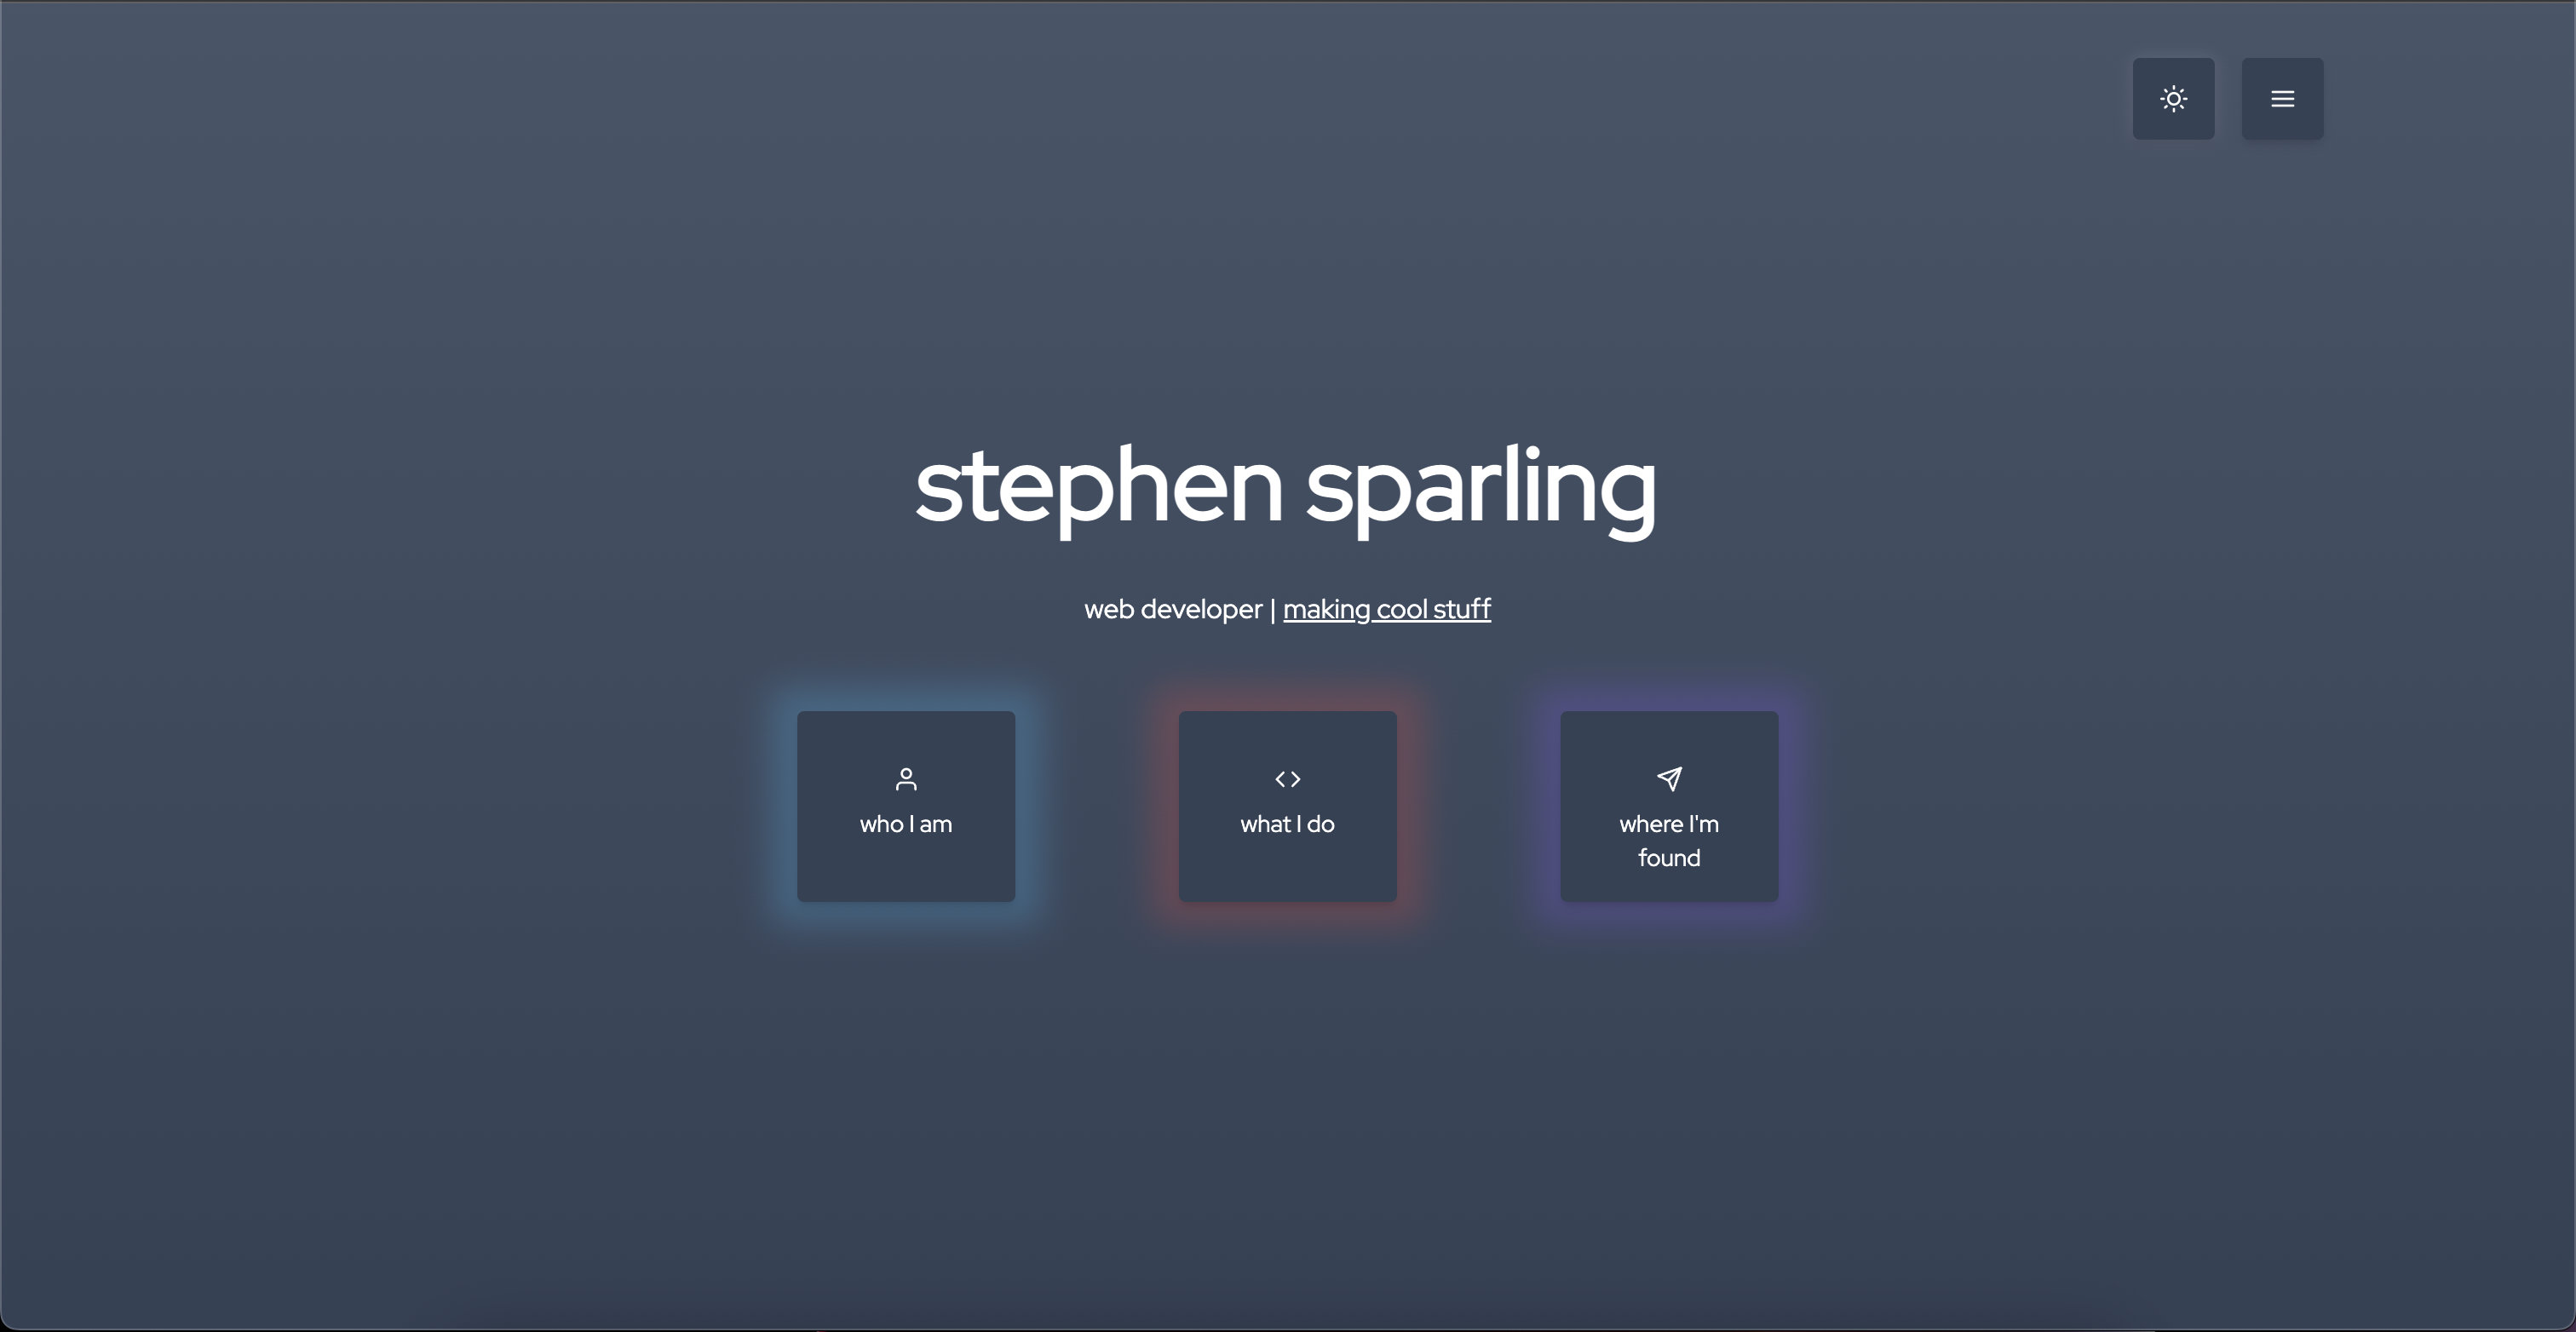 stephen sparling
web developer | making cool stuff
who I am
what I do
where I'm
found